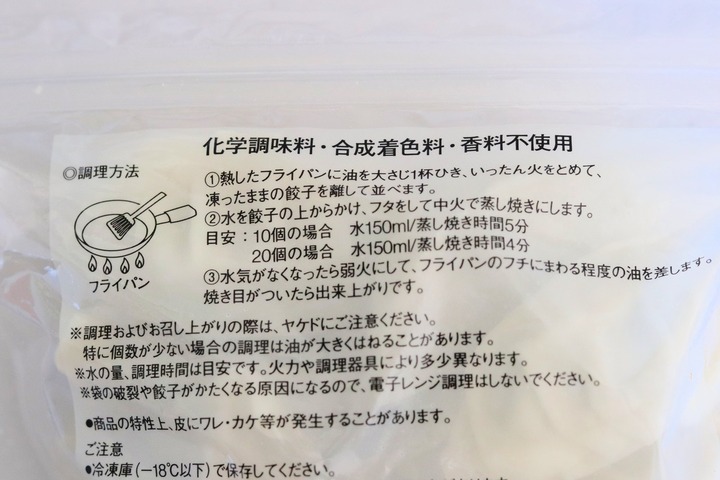 化学調味料・合成着色料・香料不使用
◎調理方法
①熱したフライパンに油を大さじ1杯ひき、いったん火をとめて、
凍ったままの餃子を離して並べます。
②水を餃子の上からかけ、フタをして中火で蒸し焼きにします。
目安：10個の場合 水150ml/蒸し焼き時間5分
20個の場合 水150ml/蒸し焼き時間4分
③水気がなくなったら弱火にして、フライパンのフチにまわる程度の油を差します。
焼き目がついたら出来上がりです。
フライパン
※調理およびお召し上がりの際は、ヤケドにご注意ください。
特に個数が少ない場合の調理は油が大きくはねることがあります。
※水の量、調理時間は目安です。火力や調理器具により多少異なります。
※袋の破裂や餃子がかたくなる原因になるので、電子レンジ調理はしないでください。
●商品の特性上、皮にワレ・カケ等が発生することがあります。
ご注意
●冷凍庫(−18℃以下)で保存してください。